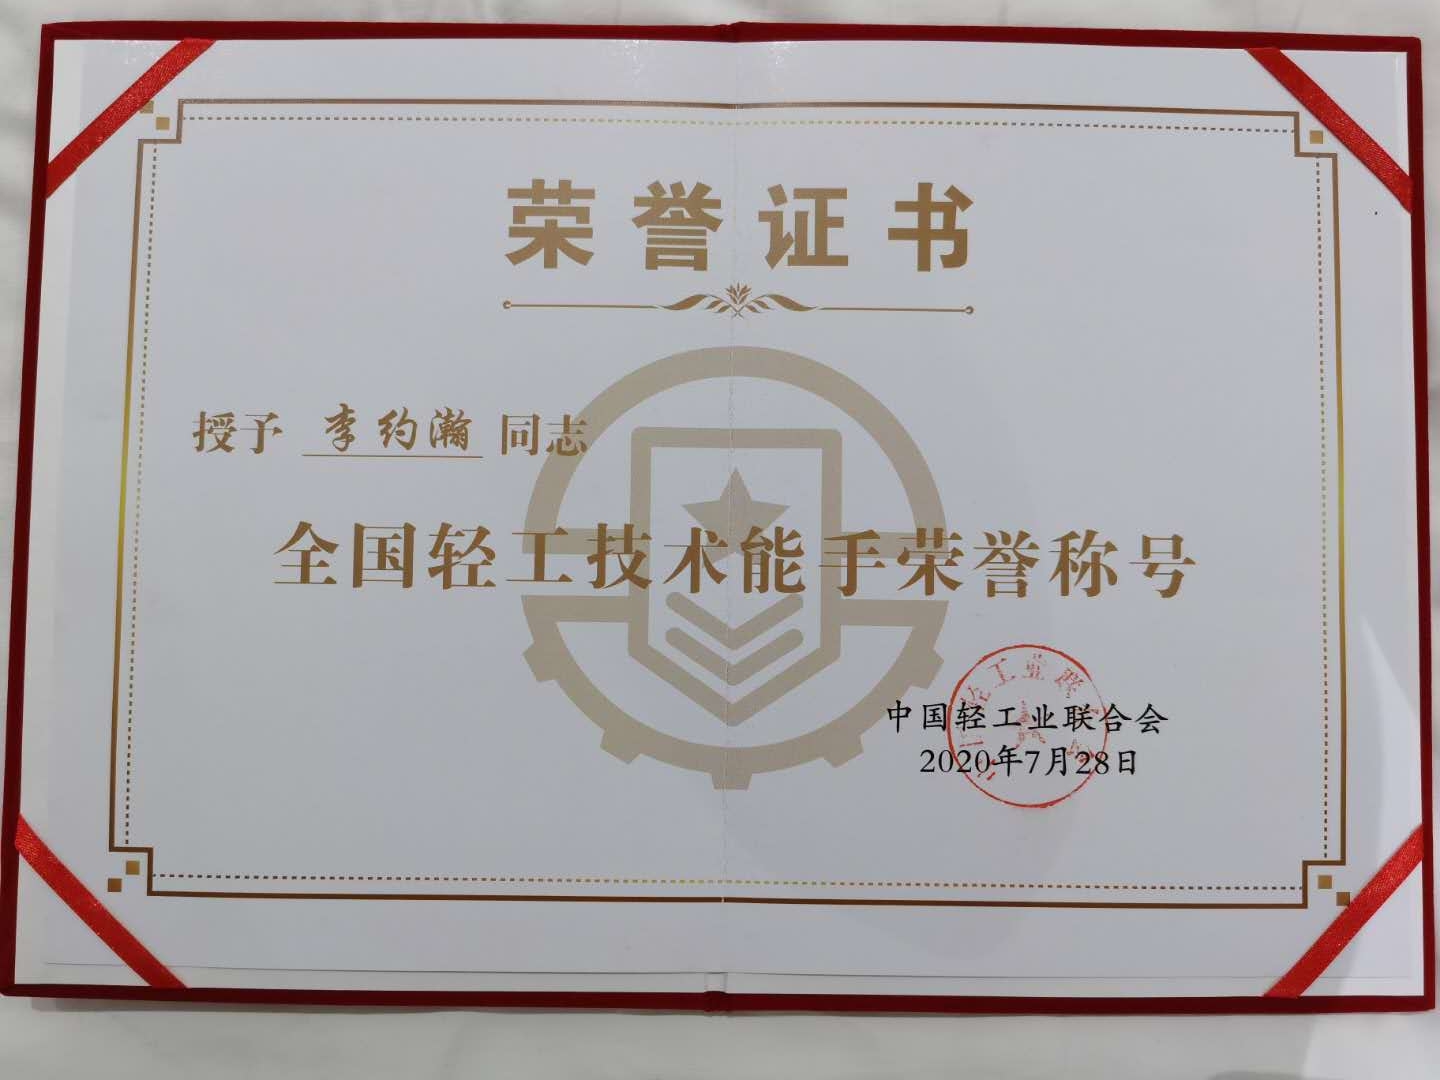 荣誉证书
授予 李约瀚 同志
全国轻工技术能手荣誉称号
中国轻工业联合会
2020年7月28日